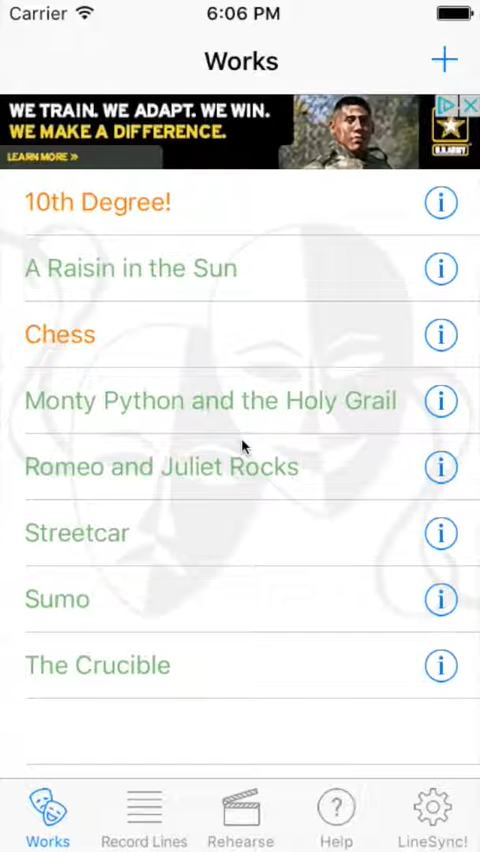 Carrier 6:06 PM
Works +
WE TRAIN. WE ADAPT. WE WIN.
WE MAKE A DIFFERENCE.
LEARN MORE »
U.S. ARMY
10th Degree! i
A Raisin in the Sun i
Chess i
Monty Python and the Holy Grail i
Romeo and Juliet Rocks i
Streetcar i
Sumo i
The Crucible i
Works Record Lines Rehearse Help LineSync!